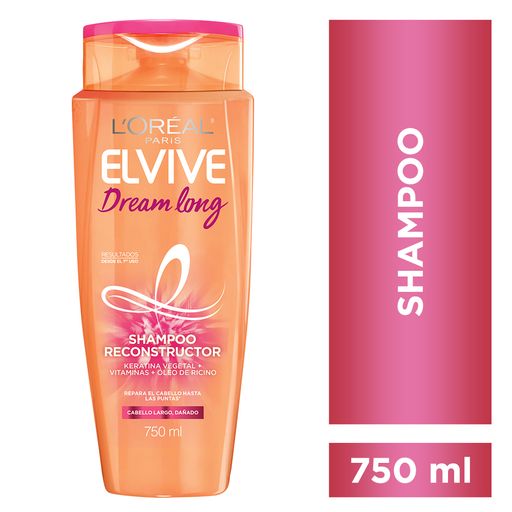 L'ORÉAL
PARIS
ELVIVE
Dream long
RESULTADOS
DESDE EL 1er USO
SHAMPOO
RECONSTRUCTOR
KERATINA VEGETAL +
VITAMINAS + ÓLEO DE RICINO
REPARA EL CABELLO HASTA
LAS PUNTAS*
CABELLO LARGO, DAÑADO
750 ml
SHAMPOO
750 ml